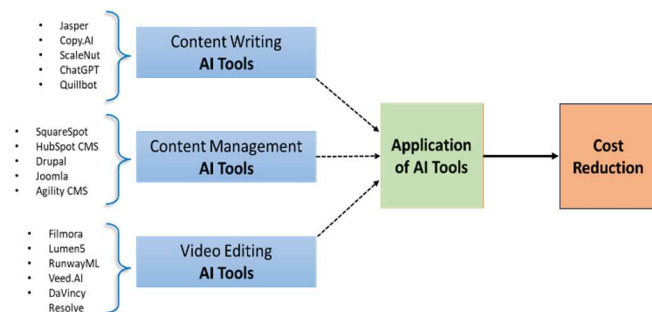 Jasper
Copy.AI
ScaleNut
ChatGPT
Quillbot
Content Writing
AI Tools
SquareSpot
HubSpot CMS
Drupal
Joomla
Agility CMS
Content Management
AI Tools
Filmora
Lumen5
RunwayML
Veed.AI
DaVincy
Resolve
Video Editing
AI Tools
Application
of AI Tools
Cost
Reduction